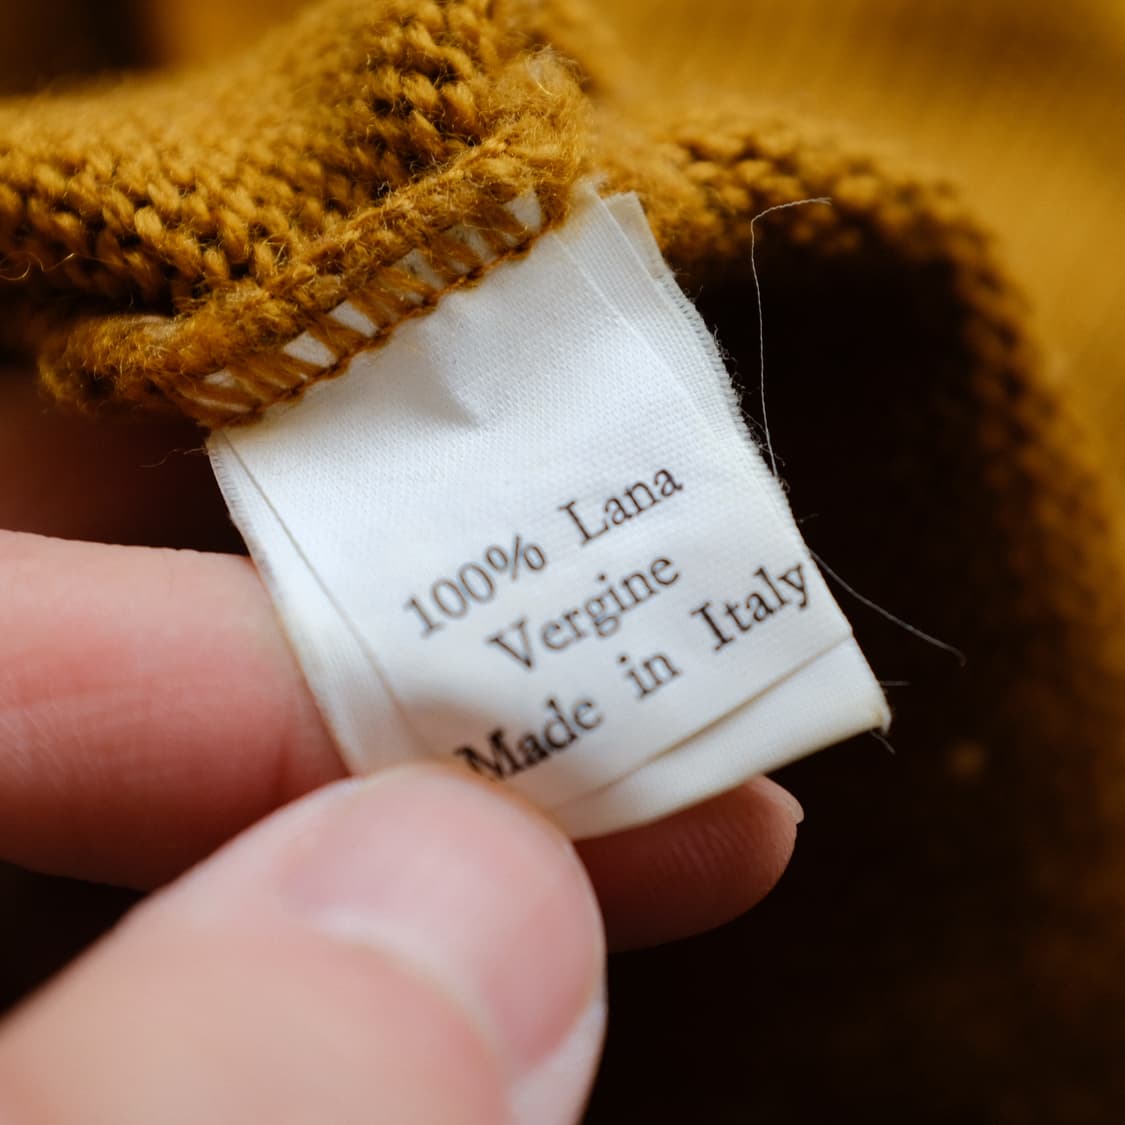 100% Lana
Vergine
Made in Italy